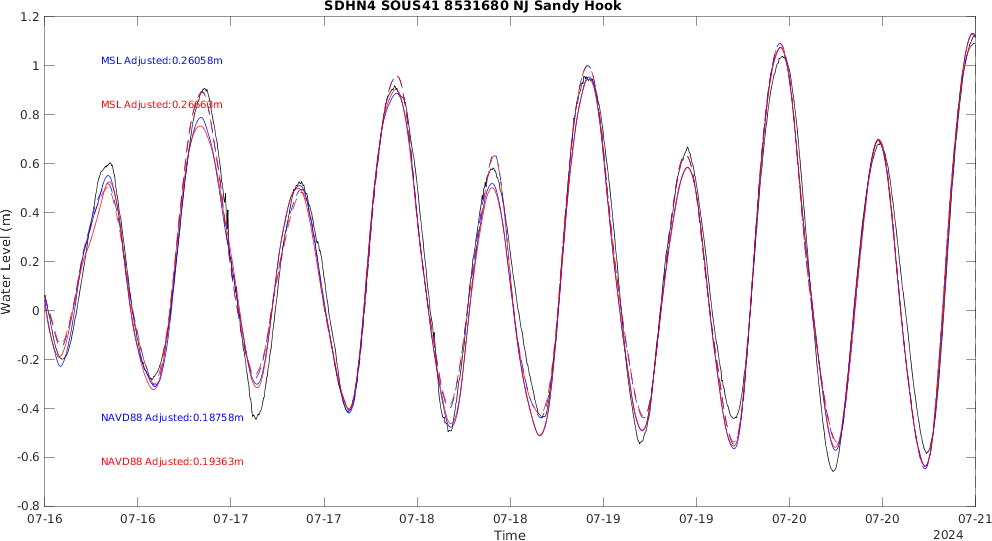 SDHN4 SOUS41 8531680 NJ Sandy Hook
1.2
1
0.8
0.6
0.4
0.2
0
-0.2
-0.4
-0.6
-0.8
Water Level (m)
MSL Adjusted:0.26058m
MSL Adjusted:0.26663m
NAVD88 Adjusted:0.18758m
NAVD88 Adjusted:0.19363m
07-16 07-16 07-17 07-17 07-18 07-18 07-19 07-19 07-20 07-20 07-21
Time
2024